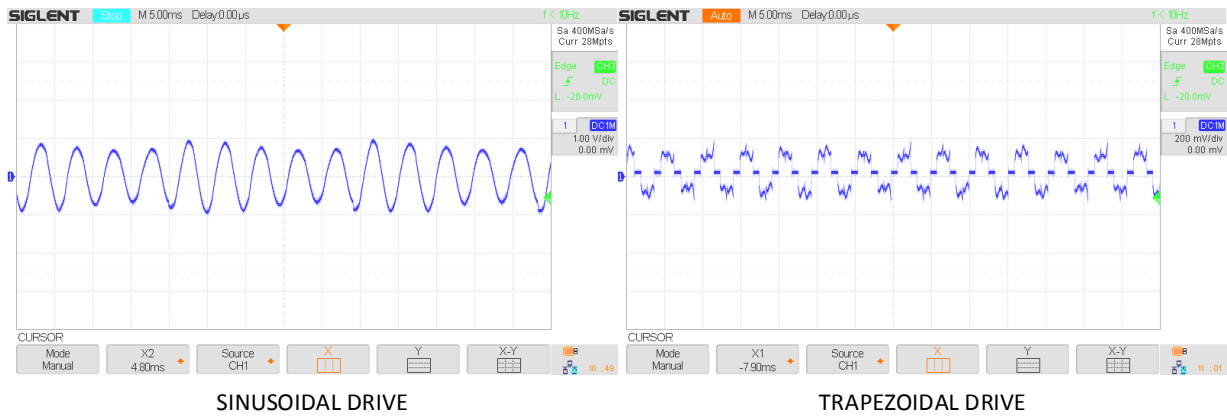 SIGLENT Stop M 5.00ms Delay:0.00µs f < 10Hz
Sa 400MSa/s
Curr 28Mpts
Edge CH2
DC
L -20.0mV
1 DC1M
1.00 V/div
0.00 mV
1
CURSOR
Mode
Manual
X2
4.80ms
Source
CH1
X
Y
X-Y
10 : 49
SINUSOIDAL DRIVE
SIGLENT Auto M 5.00ms Delay:0.00µs f < 10Hz
Sa 400MSa/s
Curr 28Mpts
Edge CH2
DC
L -20.0mV
1 DC1M
200 mV/div
0.00 mV
1
CURSOR
Mode
Manual
X1
-7.90ms
Source
CH1
X
Y
X-Y
11 : 01
TRAPEZOIDAL DRIVE